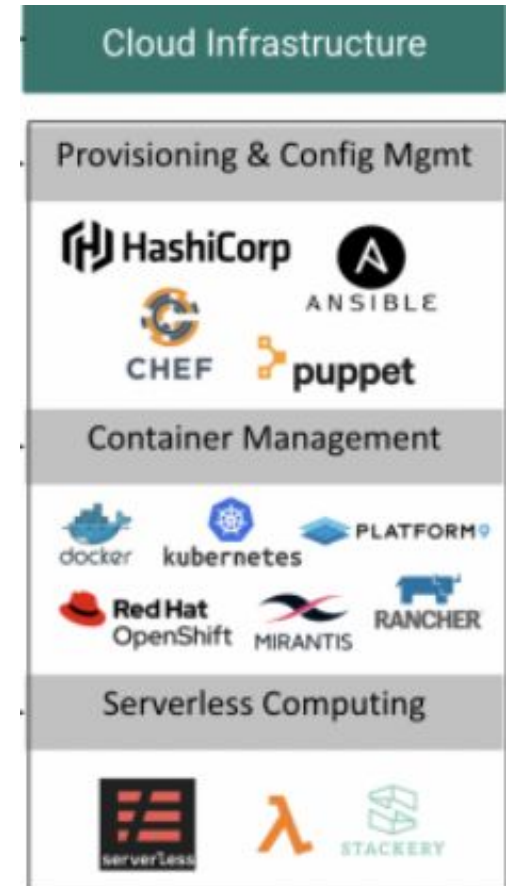 Cloud Infrastructure
Provisioning & Config Mgmt
HashiCorp
ANSIBLE
CHEF
puppet
Container Management
docker
kubernetes
PLATFORM9
Red Hat
OpenShift
MIRANTIS
RANCHER
Serverless Computing
serverless
λ
STACKERY